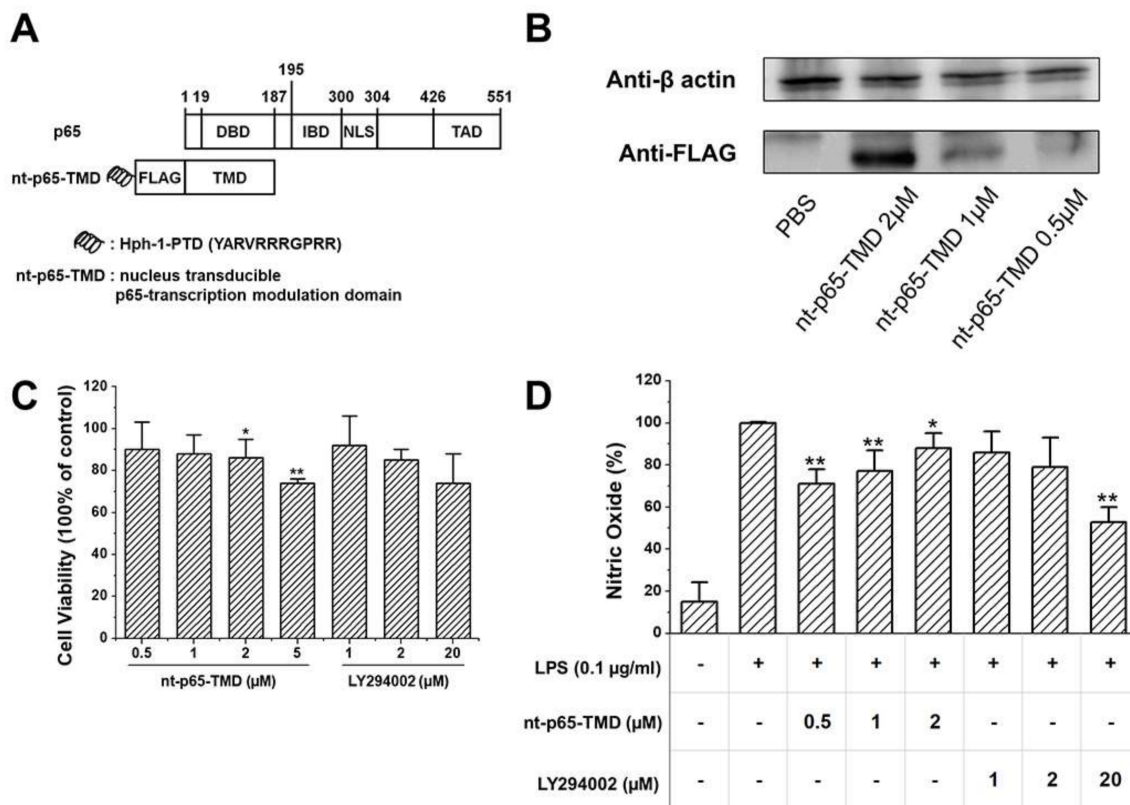 A
195
1 19 187 300 304 426 551
p65 DBD IBD NLS TAD
nt-p65-TMD FLAG TMD
: Hph-1-PTD (YARVRRRGPRR)
nt-p65-TMD : nucleus transducible
p65-transcription modulation domain
B
Anti-β actin
Anti-FLAG
PBS
nt-p65-TMD 2μM
nt-p65-TMD 1μM
nt-p65-TMD 0.5μM
C
Cell Viability (100% of control)
120
100
80
60
40
20
0
* **
0.5 1 2 5 1 2 20
nt-p65-TMD (μM) LY294002 (μM)
D
Nitric Oxide (%)
120
100
80
60
40
20
0
** ** * **
LPS (0.1 μg/ml) - + + + + + + +
nt-p65-TMD (μM) - - 0.5 1 2 - - -
LY294002 (μM) - - - - - 1 2 20